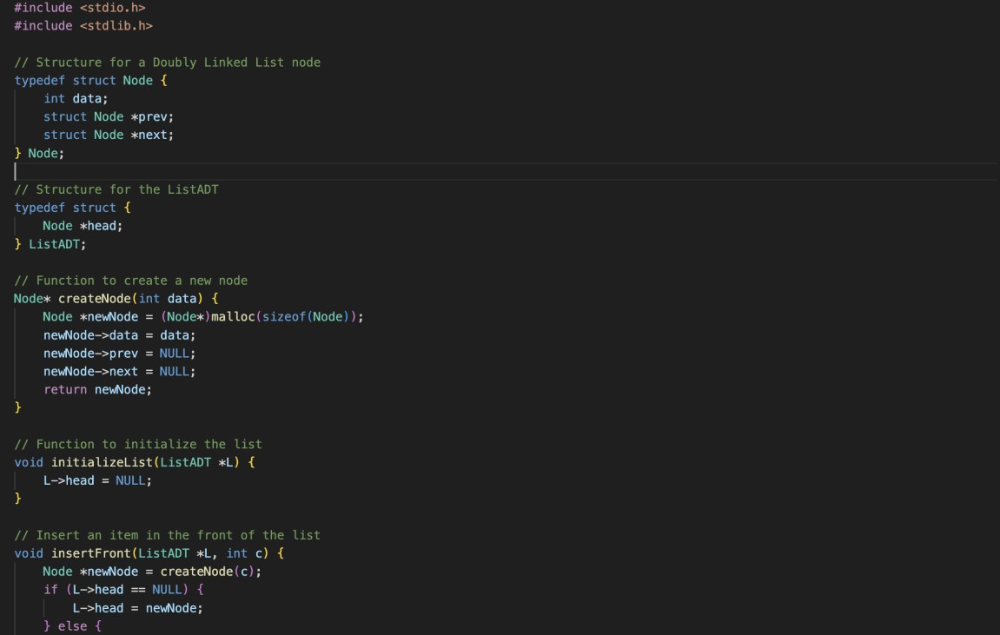 #include <stdio.h>
#include <stdlib.h>

// Structure for a Doubly Linked List node
typedef struct Node {
    int data;
    struct Node *prev;
    struct Node *next;
} Node;

// Structure for the ListADT
typedef struct {
    Node *head;
} ListADT;

// Function to create a new node
Node* createNode(int data) {
    Node *newNode = (Node*)malloc(sizeof(Node));
    newNode->data = data;
    newNode->prev = NULL;
    newNode->next = NULL;
    return newNode;
}

// Function to initialize the list
void initializeList(ListADT *L) {
    L->head = NULL;
}

// Insert an item in the front of the list
void insertFront(ListADT *L, int c) {
    Node *newNode = createNode(c);
    if (L->head == NULL) {
        L->head = newNode;
    } else {